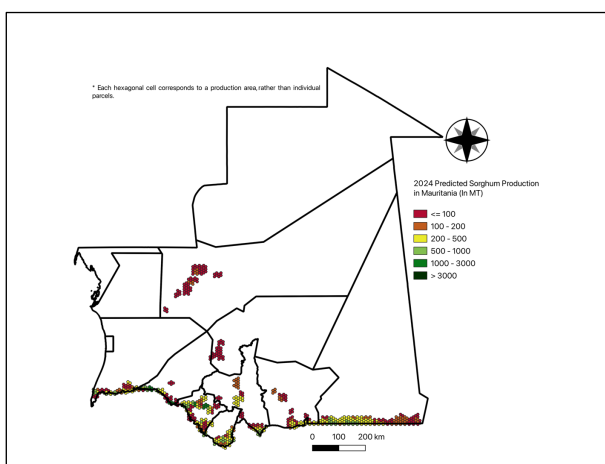 * Each hexagonal cell corresponds to a production area, rather than individual
parcels.
2024 Predicted Sorghum Production
in Mauritania (In MT)
<= 100
100 - 200
200 - 500
500 - 1000
1000 - 3000
> 3000
0 100 200 km